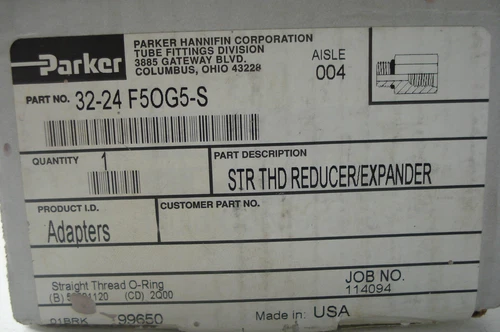 Parker
PARKER HANNIFIN CORPORATION
TUBE FITTINGS DIVISION
3885 GATEWAY BLVD.
COLUMBUS, OHIO 43228
AISLE
004
PART NO. 32-24 F5OG5-S
QUANTITY 1
PART DESCRIPTION
STR THD REDUCER/EXPANDER
PRODUCT I.D.
Adapters
CUSTOMER PART NO.
Straight Thread O-Ring
(B) (CD) 2Q00
JOB NO.
114094
01BRK 99650
Made in: USA